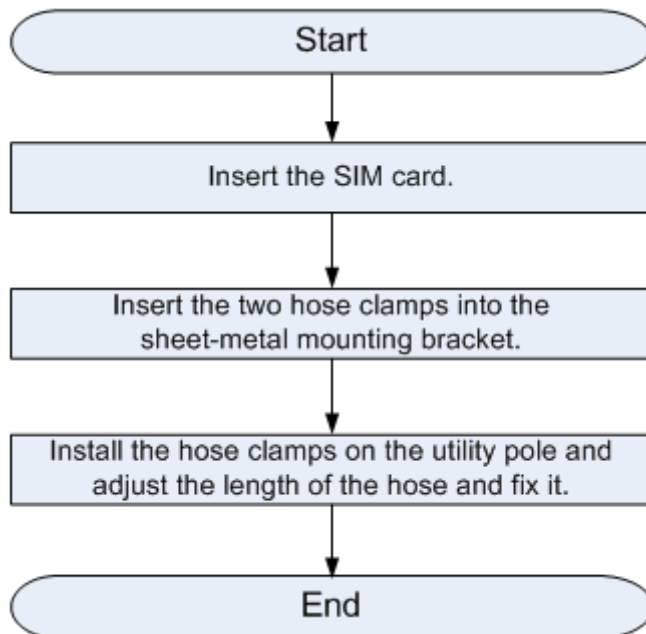 Start
Insert the SIM card.
Insert the two hose clamps into the
sheet-metal mounting bracket.
Install the hose clamps on the utility pole and
adjust the length of the hose and fix it.
End